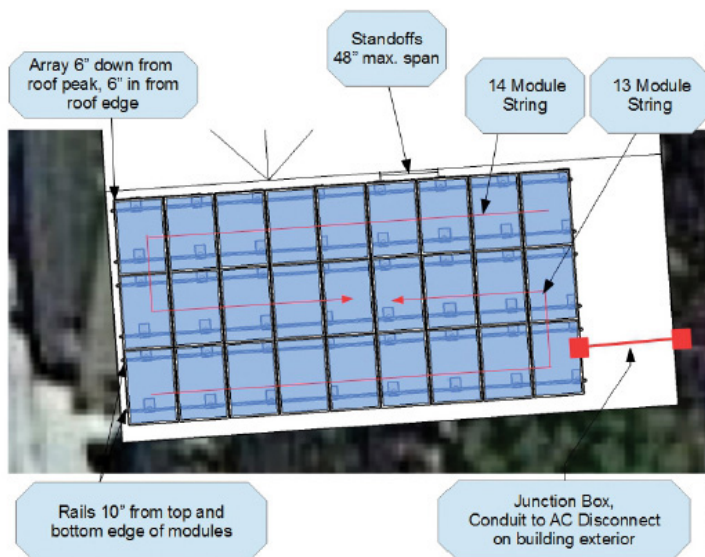 Standoffs
48” max. span
Array 6” down from
roof peak, 6” in from
roof edge
14 Module
String
13 Module
String
Rails 10” from top and
bottom edge of modules
Junction Box,
Conduit to AC Disconnect
on building exterior